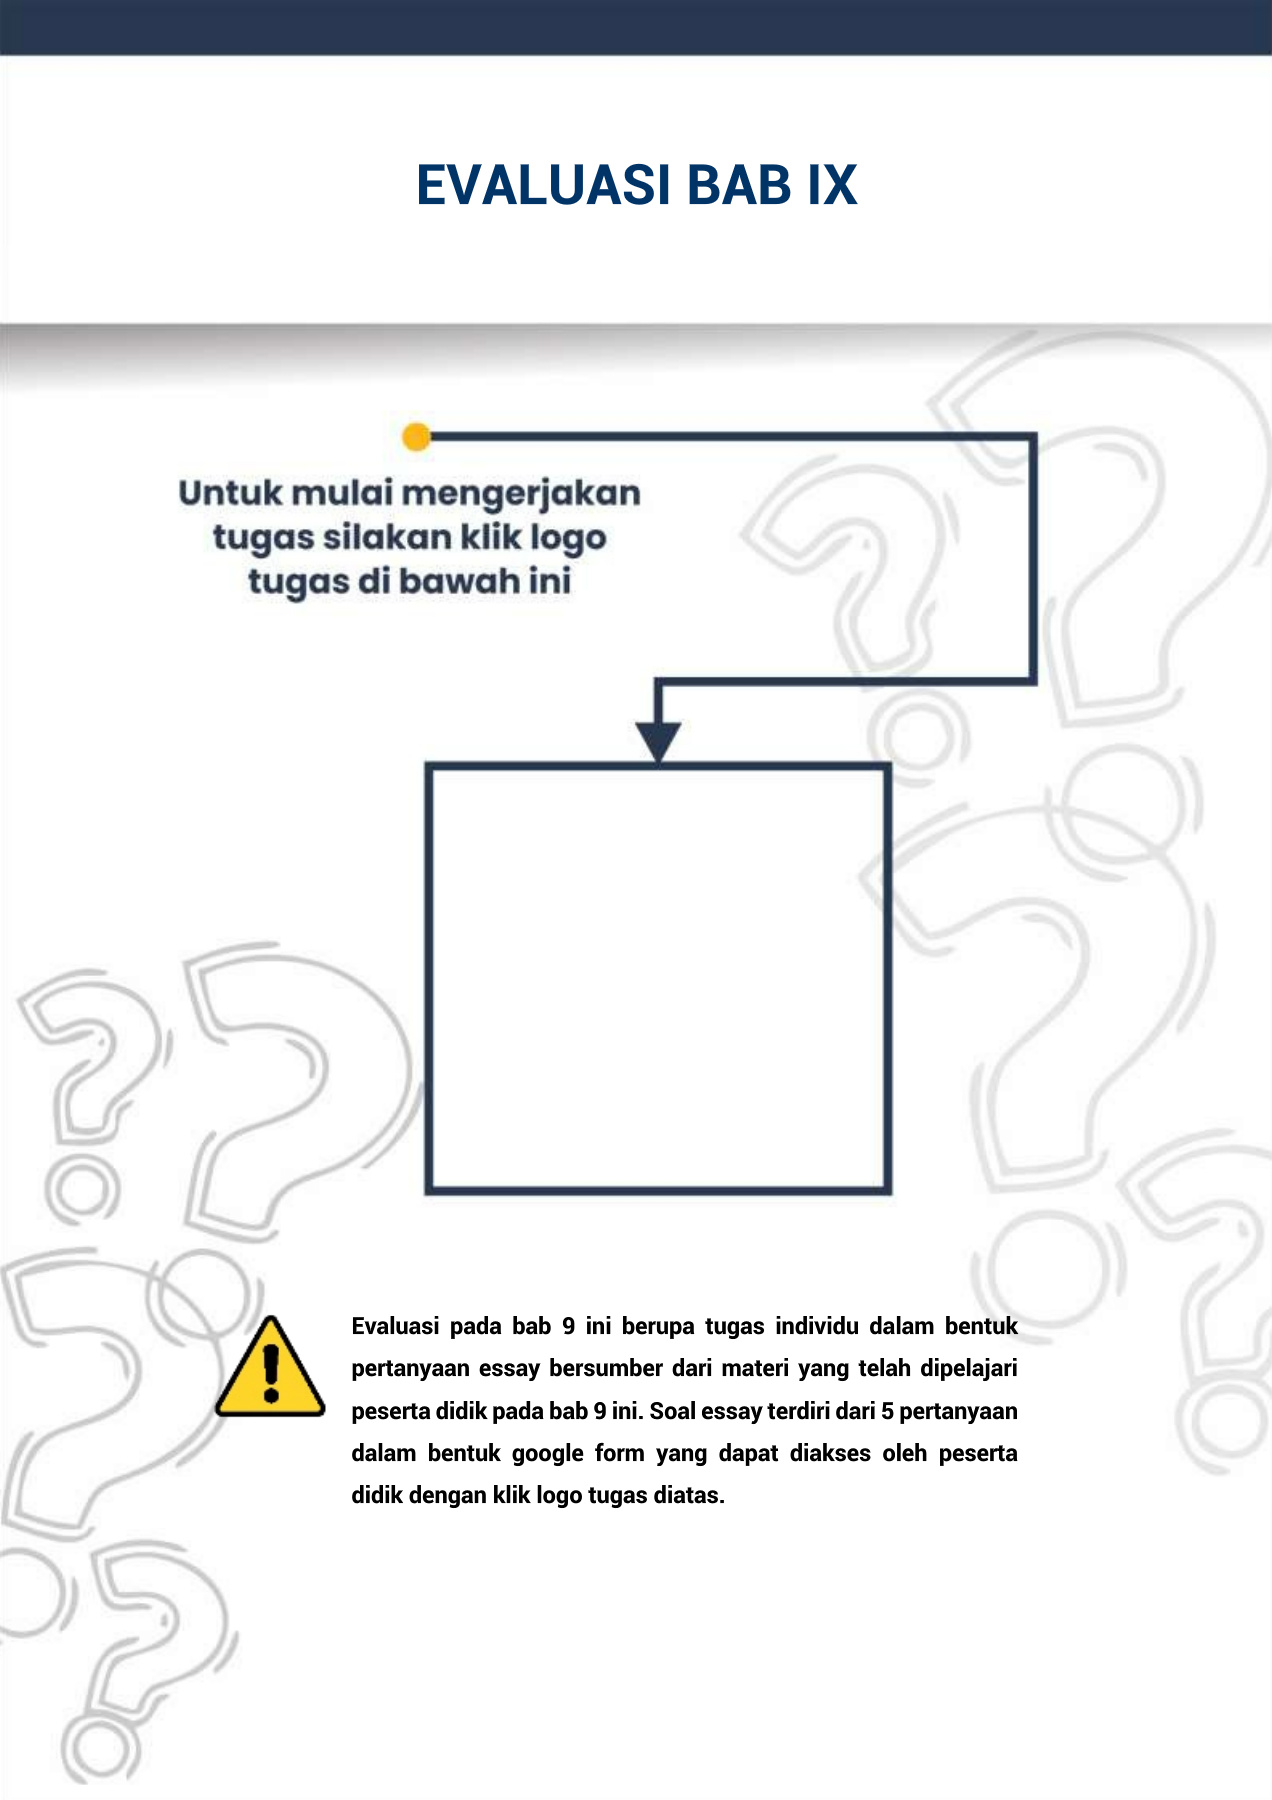 EVALUASI BAB IX
Untuk mulai mengerjakan
tugas silakan klik logo
tugas di bawah ini
Evaluasi pada bab 9 ini berupa tugas individu dalam bentuk
pertanyaan essay bersumber dari materi yang telah dipelajari
peserta didik pada bab 9 ini. Soal essay terdiri dari 5 pertanyaan
dalam bentuk google form yang dapat diakses oleh peserta
didik dengan klik logo tugas diatas.